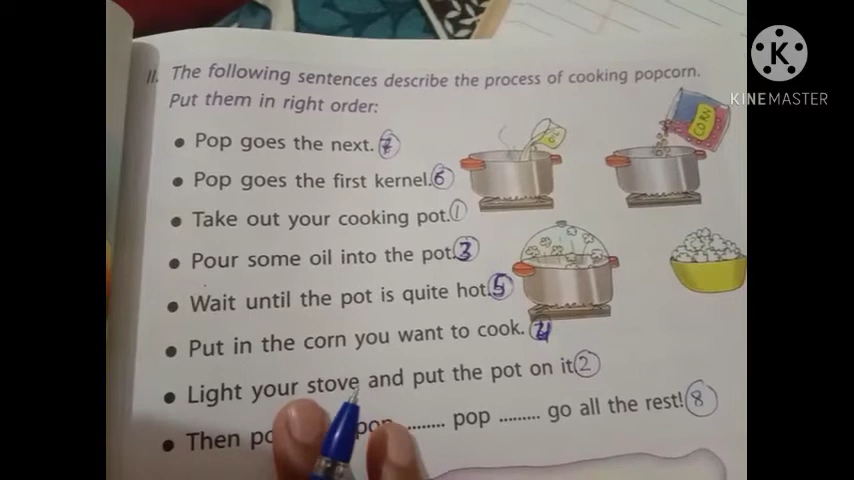 II. The following sentences describe the process of cooking popcorn.
Put them in right order:
• Pop goes the next. 7
• Pop goes the first kernel. 6
• Take out your cooking pot. 1
• Pour some oil into the pot. 3
• Wait until the pot is quite hot. 5
• Put in the corn you want to cook. 4
• Light your stove and put the pot on it 2
• Then pop ........ pop ......... go all the rest! 8
CORN
K
KINEMASTER